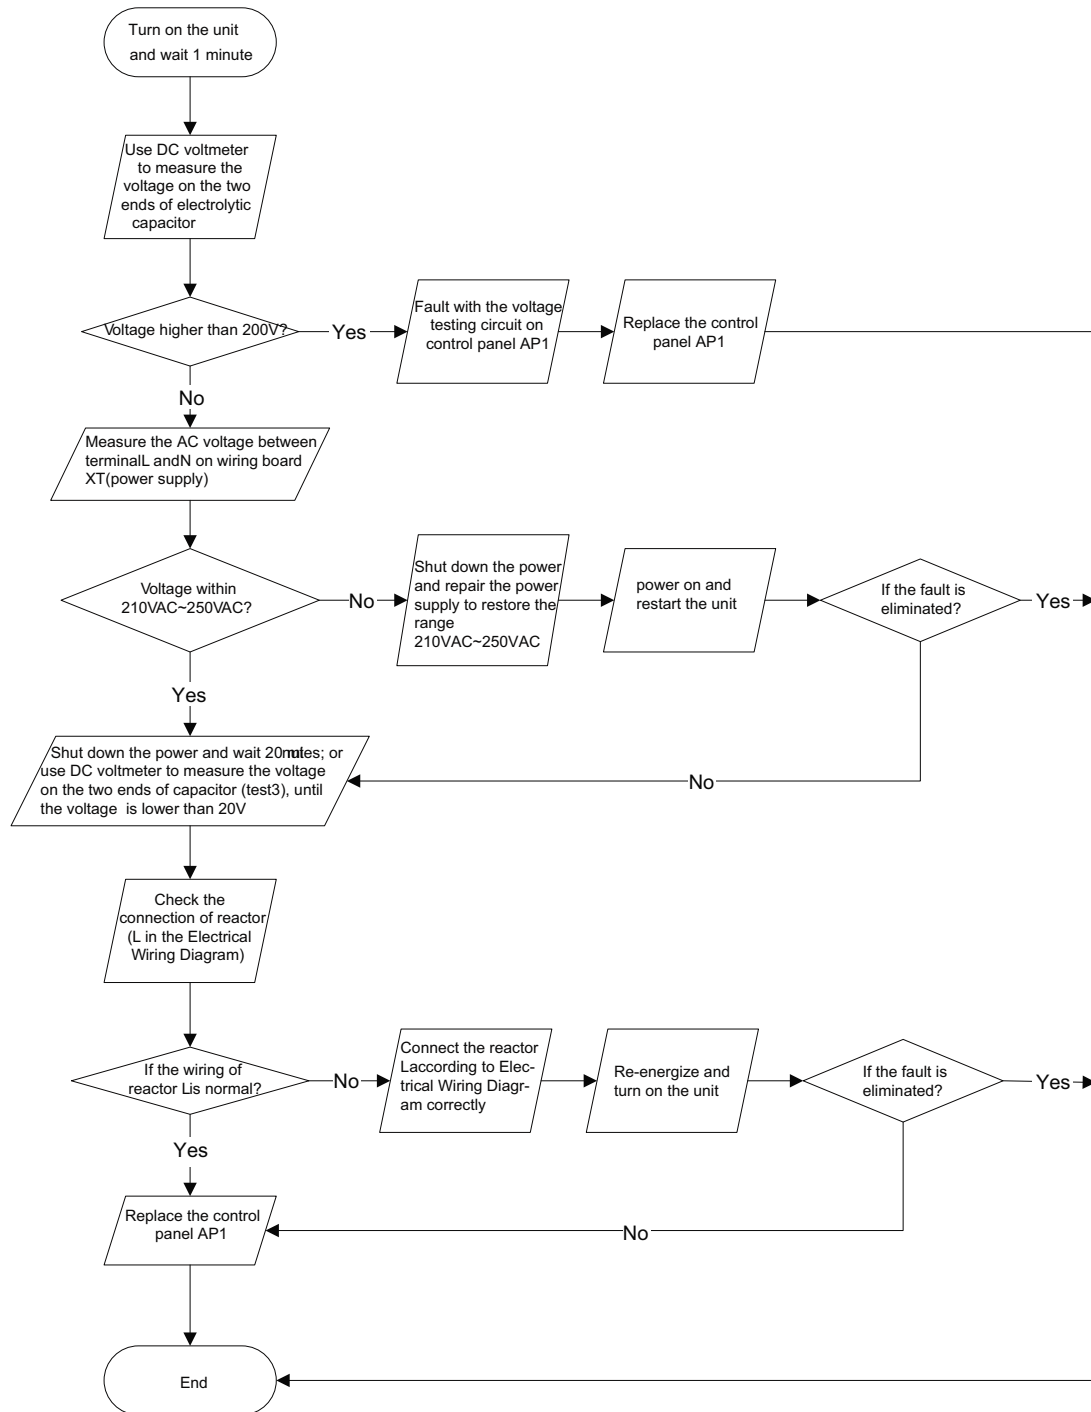 Turn on the unit
and wait 1 minute
Use DC voltmeter
to measure the
voltage on the two
ends of electrolytic
capacitor
Voltage higher than 200V?
Yes
Fault with the voltage
testing circuit on
control panel AP1
Replace the control
panel AP1
No
Measure the AC voltage between
terminalL andN on wiring board
XT(power supply)
Voltage within
210VAC~250VAC?
No
Shut down the power
and repair the power
supply to restore the
range
210VAC~250VAC
power on and
restart the unit
If the fault is
eliminated?
Yes
Yes
Shut down the power and wait 20 ; or
use DC voltmeter to measure the voltage
on the two ends of capacitor (test3), until
the voltage is lower than 20V
No
Check the
connection of reactor
(L in the Electrical
Wiring Diagram)
If the wiring of
reactor Lis normal?
No
Connect the reactor
Laccording to Elec-
trical Wiring Diagr-
am correctly
Re-energize and
turn on the unit
If the fault is
eliminated?
Yes
Yes
Replace the control
panel AP1
No
End